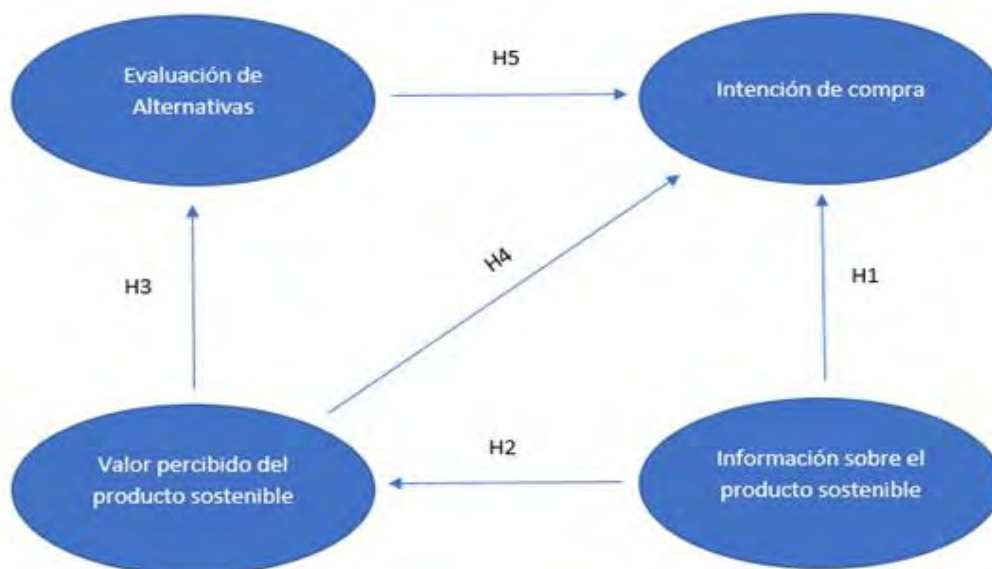 Evaluación de
Alternativas
H5
Intención de compra
H3
H4
H1
Valor percibido del
producto sostenible
H2
Información sobre el
producto sostenible